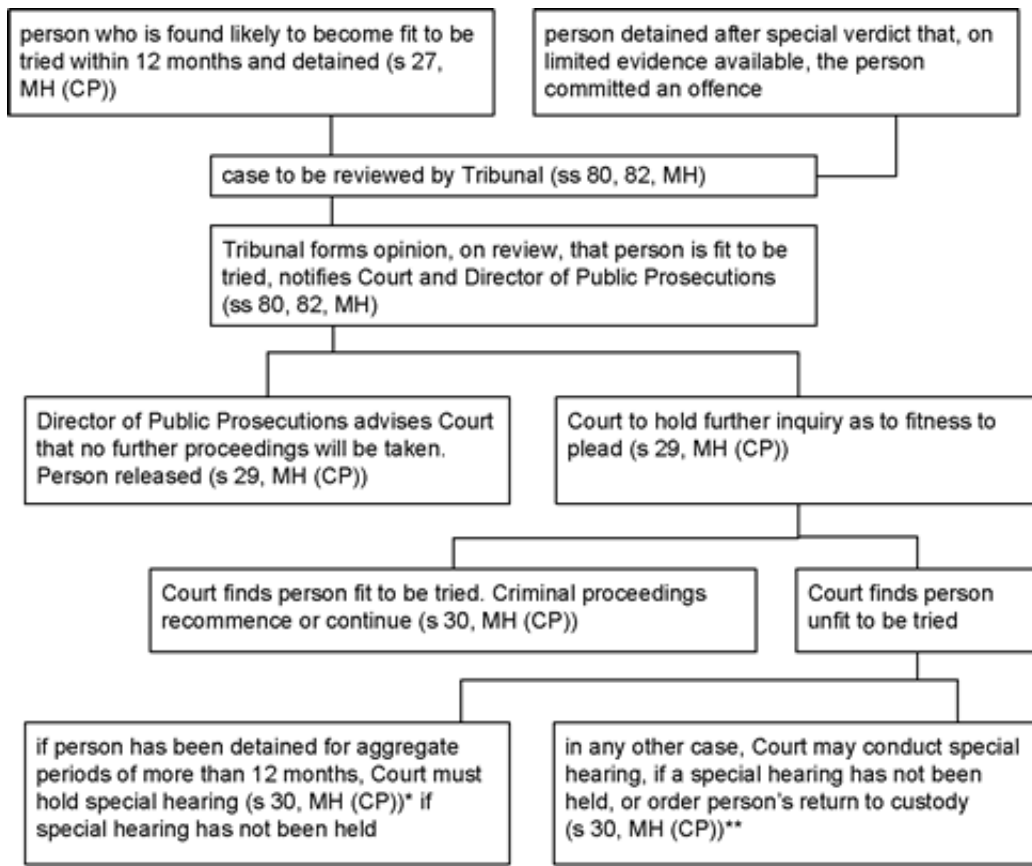 person who is found likely to become fit to be
tried within 12 months and detained (s 27,
MH (CP))
person detained after special verdict that, on
limited evidence available, the person
committed an offence
case to be reviewed by Tribunal (ss 80, 82, MH)
Tribunal forms opinion, on review, that person is fit to be
tried, notifies Court and Director of Public Prosecutions
(ss 80, 82, MH)
Director of Public Prosecutions advises Court
that no further proceedings will be taken.
Person released (s 29, MH (CP))
Court to hold further inquiry as to fitness to
plead (s 29, MH (CP))
Court finds person fit to be tried. Criminal proceedings
recommence or continue (s 30, MH (CP))
Court finds person
unfit to be tried
if person has been detained for aggregate
periods of more than 12 months, Court must
hold special hearing (s 30, MH (CP))* if
special hearing has not been held
in any other case, Court may conduct special
hearing, if a special hearing has not been
held, or order person's return to custody
(s 30, MH (CP))**